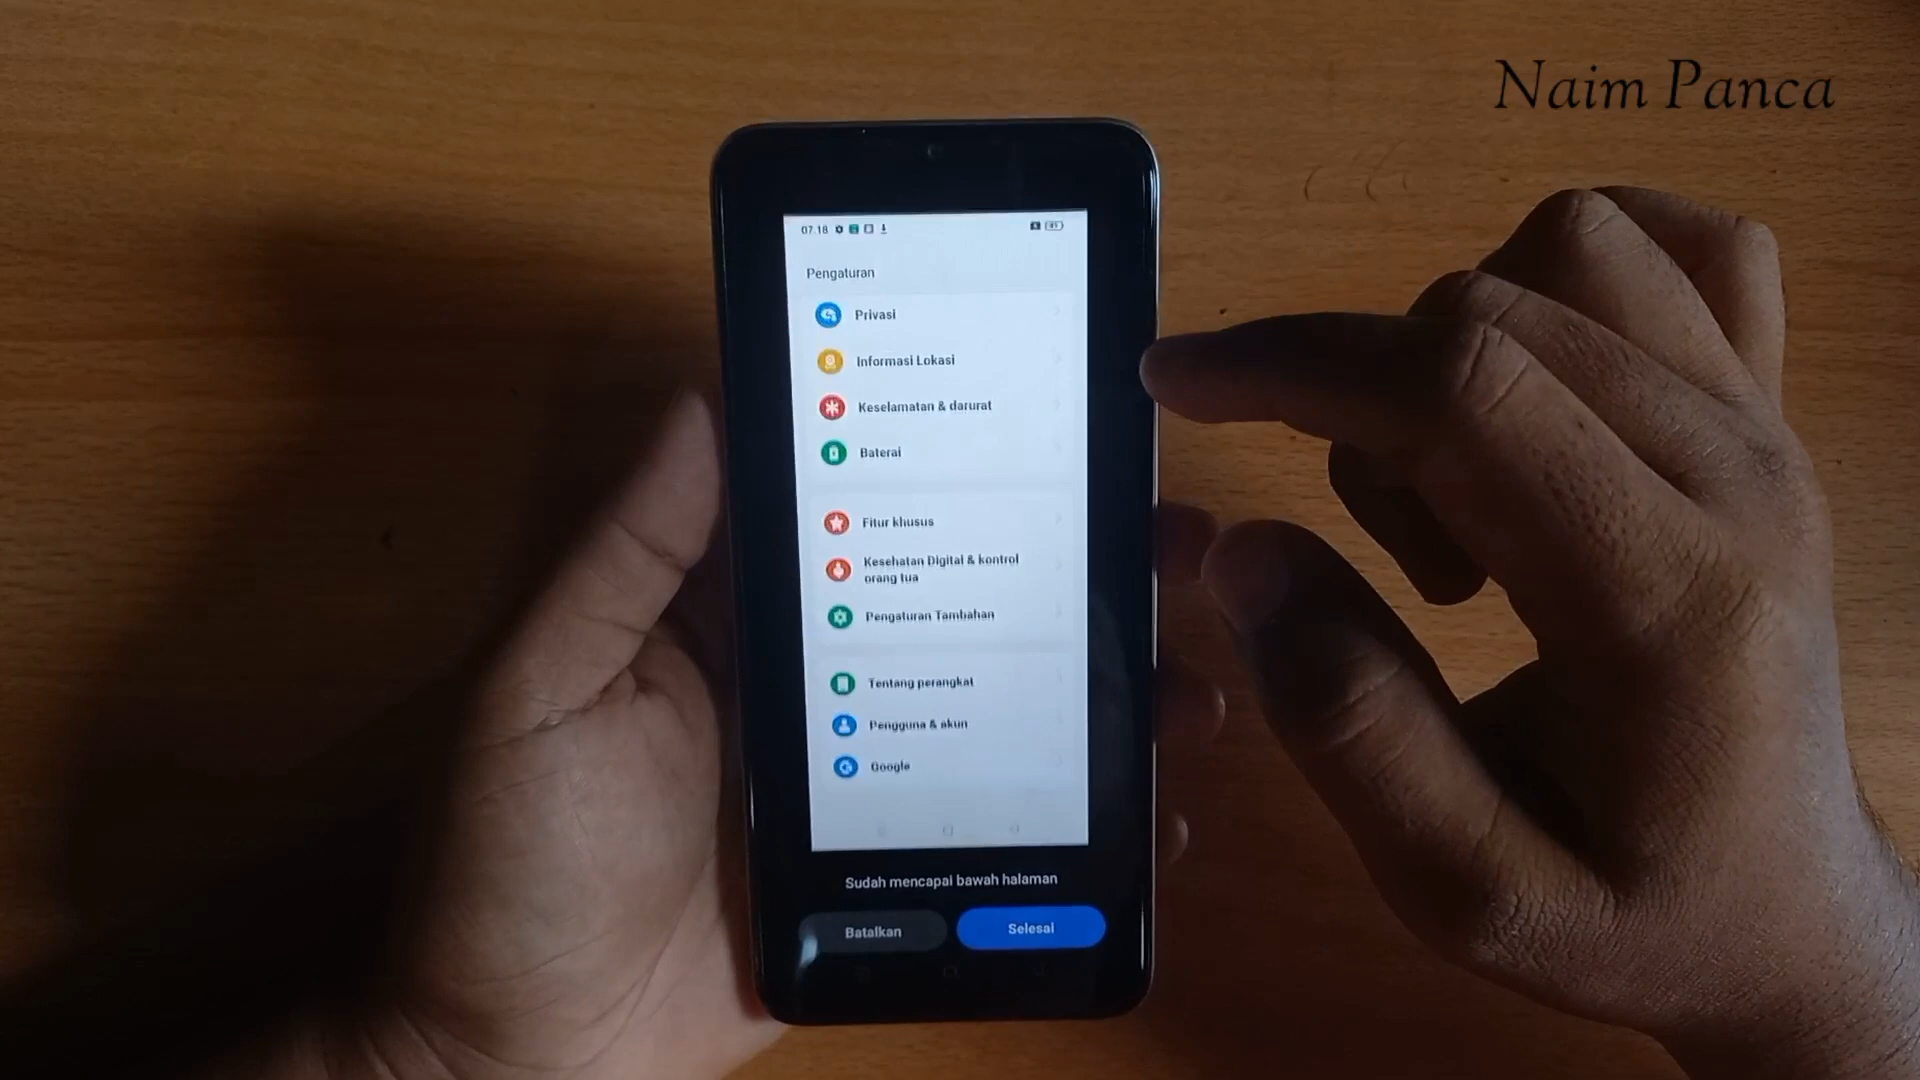 Naim Panca
07.18
Pengaturan
Privasi
Informasi Lokasi
Keselamatan & darurat
Baterai
Fitur khusus
Kesehatan Digital & kontrol
orang tua
Pengaturan Tambahan
Tentang perangkat
Pengguna & akun
Google
Sudah mencapai bawah halaman
Batalkan
Selesai